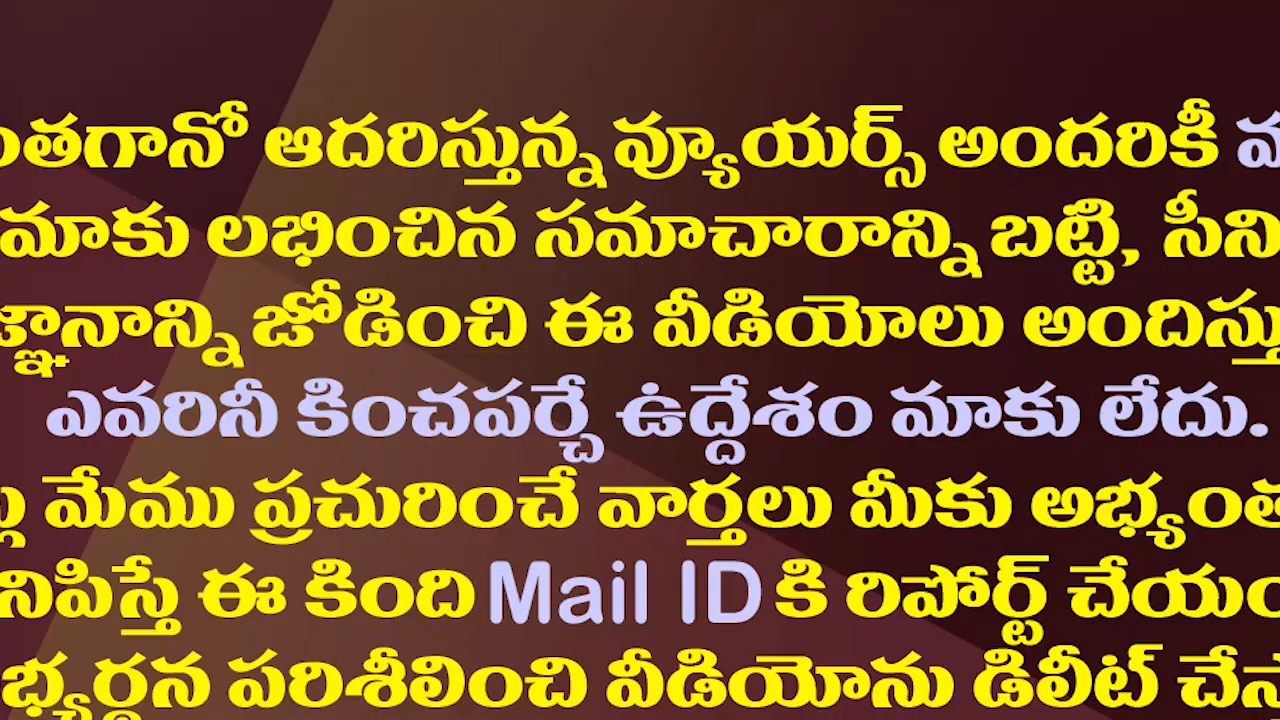 ఆదరిస్తున్న వ్యూయర్స్ అందరికీ
మాకు లభించిన సమాచారాన్ని బట్టి,
జోడించి ఈ వీడియోలు
ఎవరినీ కించపర్చే ఉద్దేశం మాకు లేదు.
మేము ప్రచురించే వార్తలు మీకు
ఈ కింది Mail ID కి రిపోర్ట్
పరిశీలించి వీడియోను డిలీట్